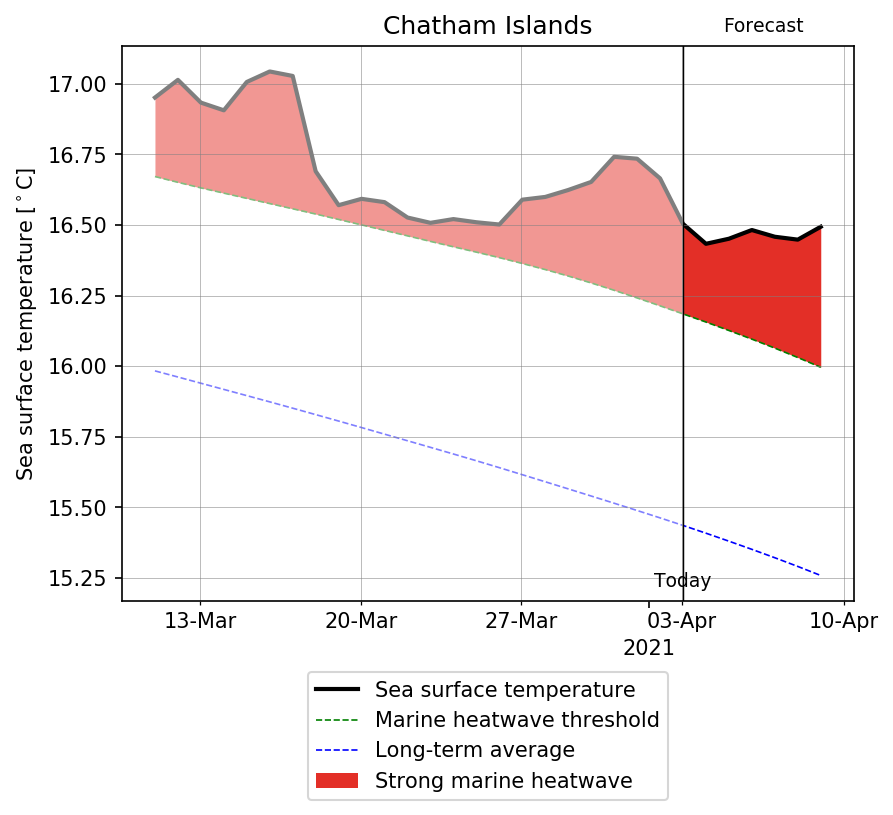 Chatham Islands
Forecast
Sea surface temperature [°C]
17.00
16.75
16.50
16.25
16.00
15.75
15.50
15.25
Today
13-Mar
20-Mar
27-Mar
03-Apr
10-Apr
2021
Sea surface temperature
Marine heatwave threshold
Long-term average
Strong marine heatwave